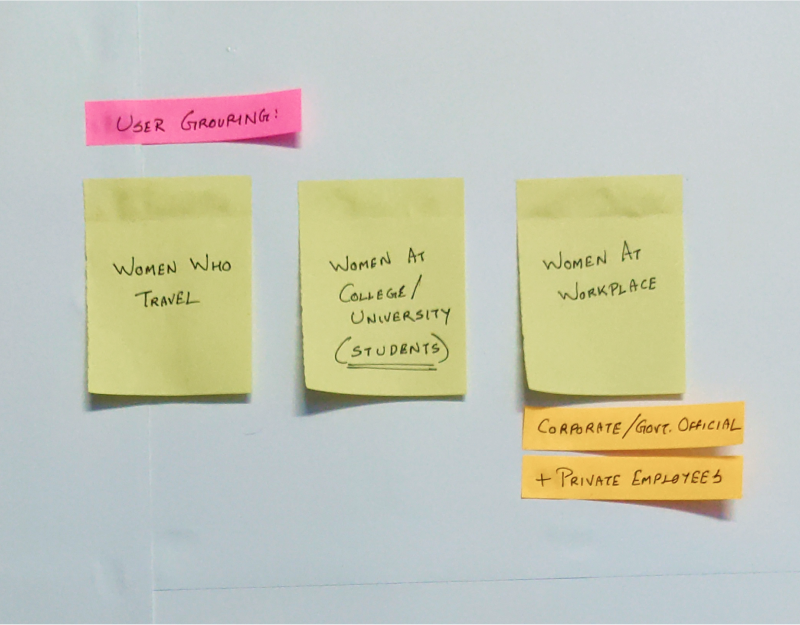 USER GROUPING:
WOMEN WHO
TRAVEL
WOMEN AT
COLLEGE/
UNIVERSITY
(STUDENTS)
WOMEN AT
WORKPLACE
CORPORATE/GOVT. OFFICIAL
+ PRIVATE EMPLOYEES